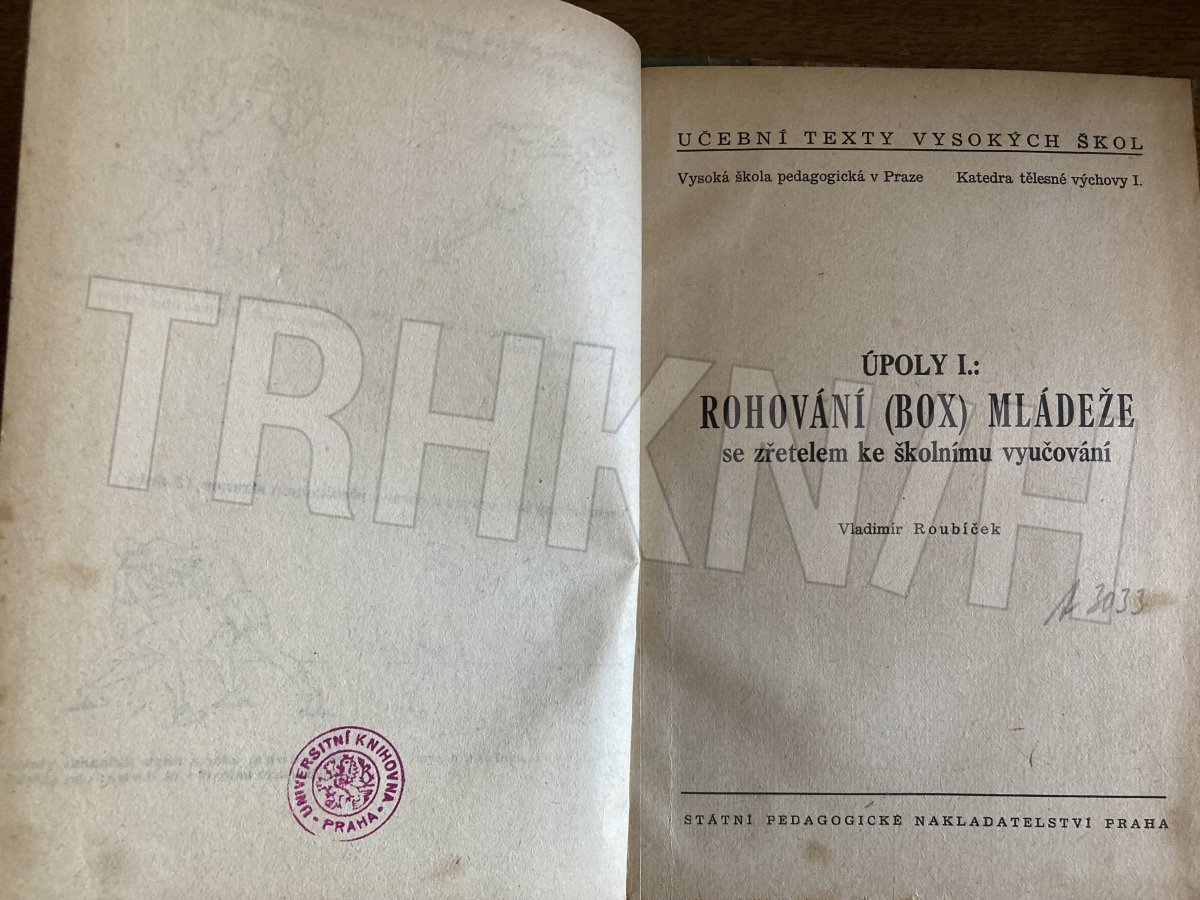 TRHKNIH
UNIVERSITNÍ KNIHOVNA
PRAHA
UČEBNÍ TEXTY VYSOKÝCH ŠKOL
Vysoká škola pedagogická v Praze Katedra tělesné výchovy I.
ÚPOLY I.:
ROHOVÁNÍ (BOX) MLÁDEŽE
se zřetelem ke školnímu vyučování
Vladimír Roubíček
3033
STÁTNÍ PEDAGOGICKÉ NAKLADATELSTVÍ PRAHA